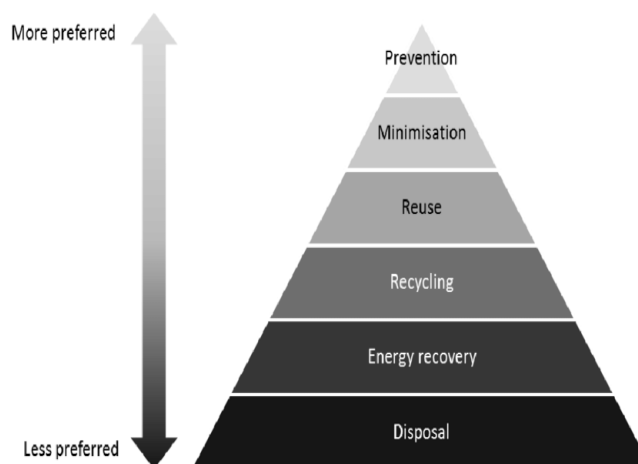 More preferred
Prevention
Minimisation
Reuse
Recycling
Energy recovery
Disposal
Less preferred